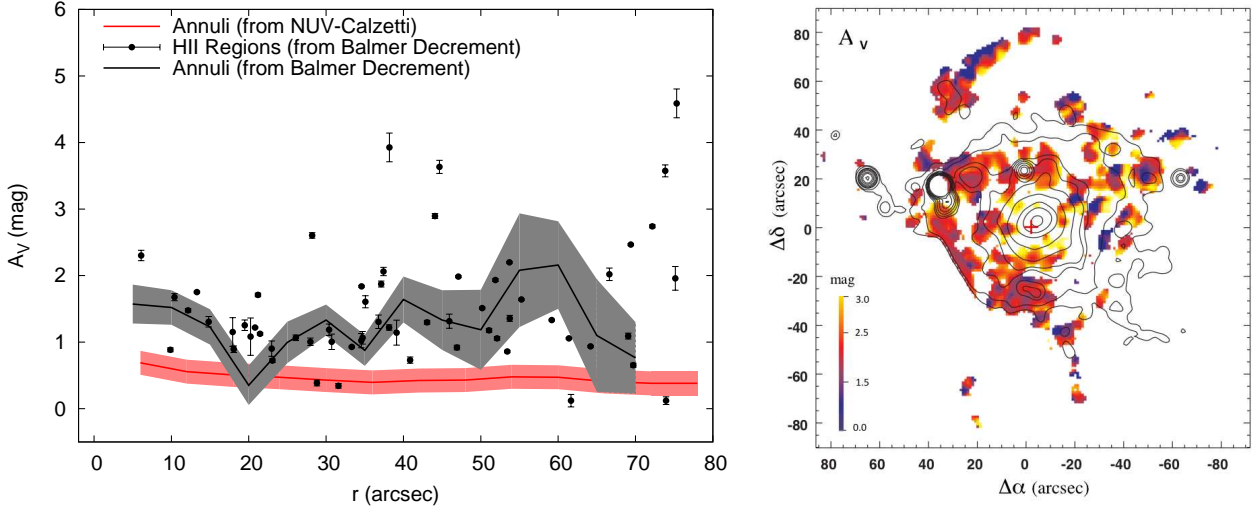 Annuli (from NUV-Calzetti)
HII Regions (from Balmer Decrement)
Annuli (from Balmer Decrement)
6
5
4
3
2
1
0
A_V (mag)
0 10 20 30 40 50 60 70 80
r (arcsec)
A_v
80
60
40
20
0
-20
-40
-60
-80
Δδ (arcsec)
mag
3.0
1.5
0.0
80 60 40 20 0 -20 -40 -60 -80
Δα (arcsec)